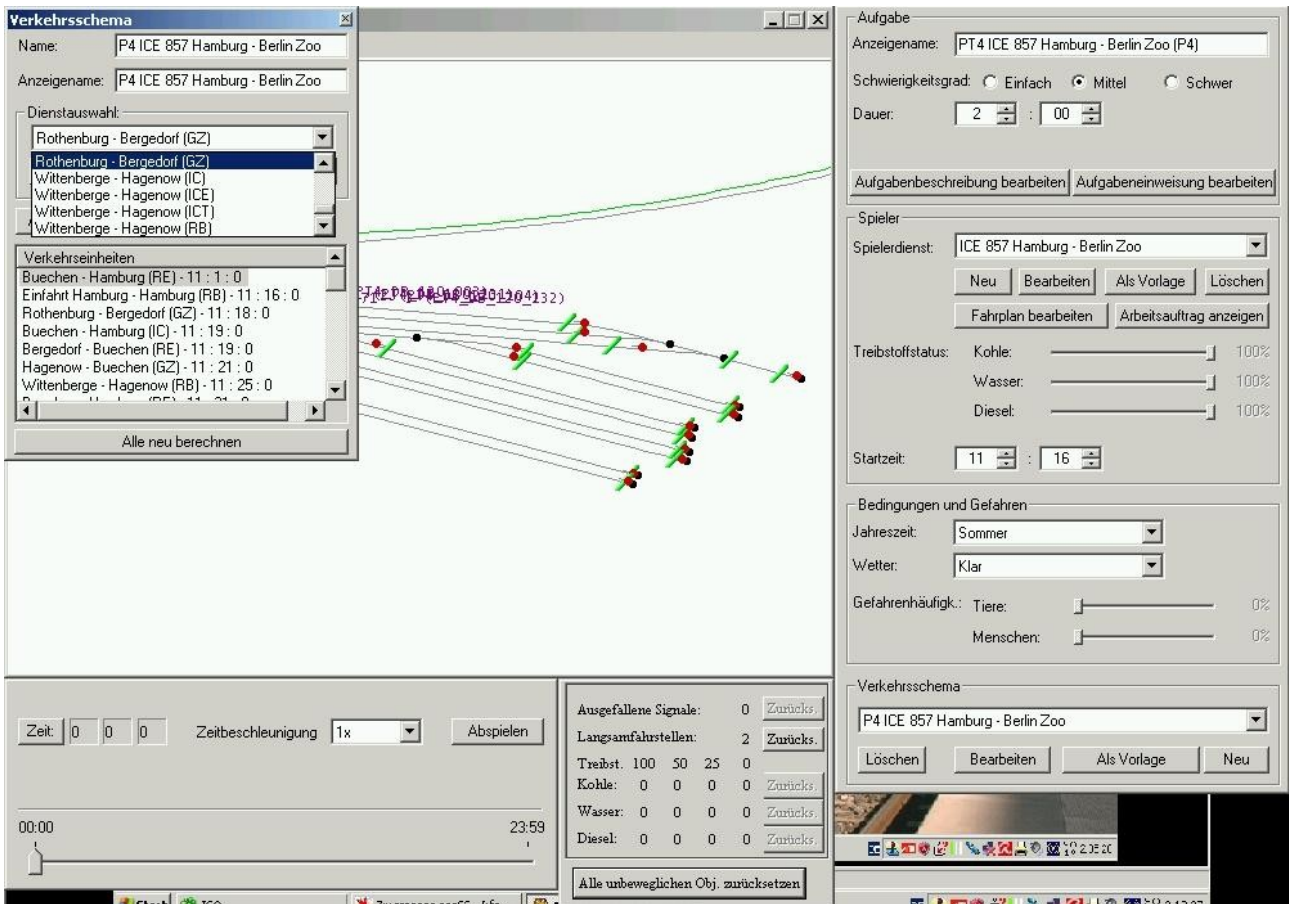 Verkehrsschema
Name: P4 ICE 857 Hamburg - Berlin Zoo
Anzeigename: P4 ICE 857 Hamburg - Berlin Zoo
Dienstauswahl:
Rothenburg - Bergedorf (GZ)
Rothenburg - Bergedorf (GZ)
Wittenberge - Hagenow (IC)
Wittenberge - Hagenow (ICE)
Wittenberge - Hagenow (ICT)
Wittenberge - Hagenow (RB)
Verkehrseinheiten
Buechen - Hamburg (RE) - 11 : 1 : 0
Einfahrt Hamburg - Hamburg (RB) - 11 : 16 : 0
Rothenburg - Bergedorf (GZ) - 11 : 18 : 0
Buechen - Hamburg (IC) - 11 : 19 : 0
Bergedorf - Buechen (RE) - 11 : 19 : 0
Hagenow - Buechen (GZ) - 11 : 21 : 0
Wittenberge - Hagenow (RB) - 11 : 25 : 0
Alle neu berechnen
Zeit: 0 0 0 Zeitbeschleunigung 1x Abspielen
00:00 23:59
Ausgefallene Signale: 0 Zurücks.
Langsamfahrstellen: 2 Zurücks.
Treibst. 100 50 25 0
Kohle: 0 0 0 0 Zurücks.
Wasser: 0 0 0 0 Zurücks.
Diesel: 0 0 0 0 Zurücks.
Alle unbeweglichen Obj. zurücksetzen
Aufgabe
Anzeigename: PT4 ICE 857 Hamburg - Berlin Zoo (P4)
Schwierigkeitsgrad: Einfach Mittel Schwer
Dauer: 2 : 00
Aufgabenbeschreibung bearbeiten Aufgabeneinweisung bearbeiten
Spieler
Spielerdienst: ICE 857 Hamburg - Berlin Zoo
Neu Bearbeiten Als Vorlage Löschen
Fahrplan bearbeiten Arbeitsauftrag anzeigen
Treibstoffstatus: Kohle: 100%
Wasser: 100%
Diesel: 100%
Startzeit: 11 : 16
Bedingungen und Gefahren
Jahreszeit: Sommer
Wetter: Klar
Gefahrenhäufigk.: Tiere: 0%
Menschen: 0%
Verkehrsschema
P4 ICE 857 Hamburg - Berlin Zoo
Löschen Bearbeiten Als Vorlage Neu
Start